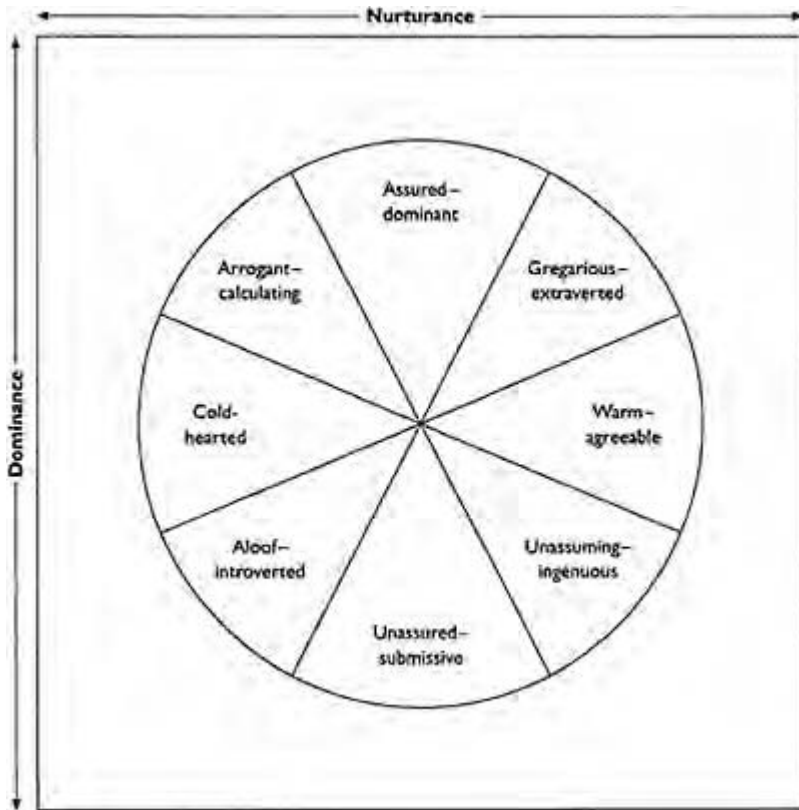 Nurturance
Assured–
dominant
Arrogant–
calculating
Gregarious–
extraverted
Cold-
hearted
Warm–
agreeable
Dominance
Aloof–
introverted
Unassuming–
ingenuous
Unassured–
submissive